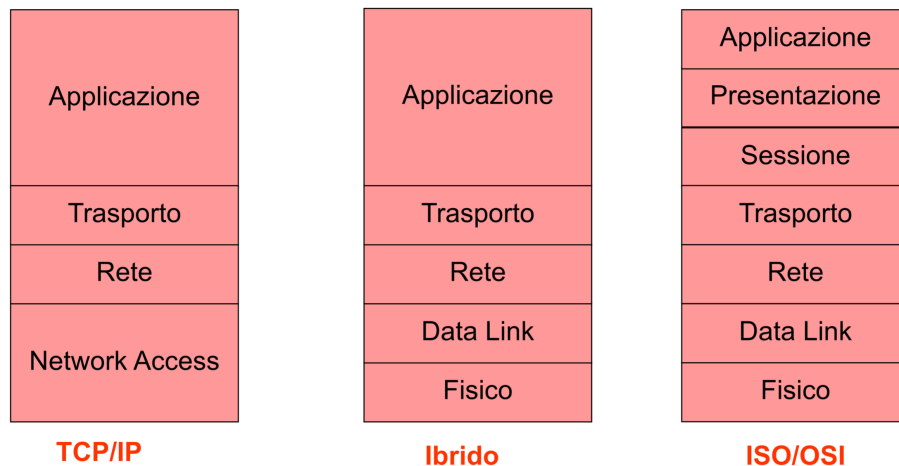 Applicazione
Trasporto
Rete
Network Access
TCP/IP
Applicazione
Trasporto
Rete
Data Link
Fisico
Ibrido
Applicazione
Presentazione
Sessione
Trasporto
Rete
Data Link
Fisico
ISO/OSI